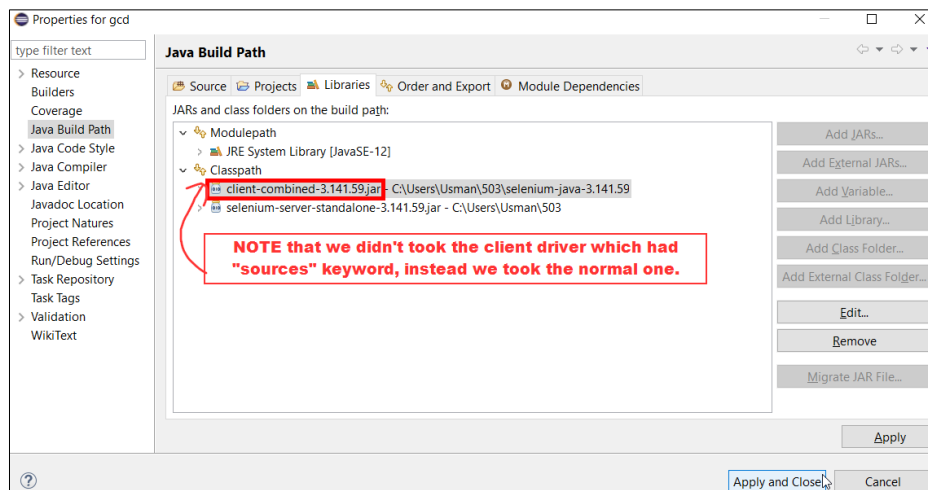 Properties for gcd
type filter text
Java Build Path
Resource
Builders
Coverage
Java Build Path
Java Code Style
Java Compiler
Java Editor
Javadoc Location
Project Natures
Project References
Run/Debug Settings
Task Repository
Task Tags
Validation
WikiText
Source Projects Libraries Order and Export Module Dependencies
JARs and class folders on the build path:
Modulepath
JRE System Library [JavaSE-12]
Classpath
client-combined-3.141.59.jar - C:\Users\Usman\503\selenium-java-3.141.59
selenium-server-standalone-3.141.59.jar - C:\Users\Usman\503
NOTE that we didn't took the client driver which had
"sources" keyword, instead we took the normal one.
Add JARs...
Add External JARs...
Add Variable...
Add Library...
Add Class Folder...
Add External Class Folder...
Edit...
Remove
Migrate JAR File...
Apply
Apply and Close
Cancel